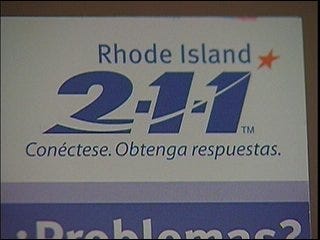 Rhode Island
2-1-1 TM
Conéctese. Obtenga respuestas.
¿Problemas?